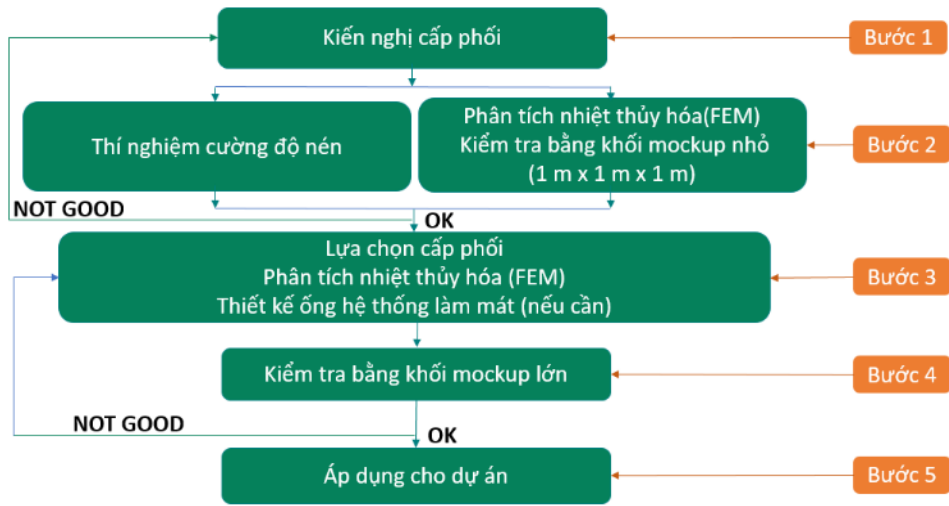 Kiến nghị cấp phối
Bước 1
Thí nghiệm cường độ nén
Phân tích nhiệt thủy hóa(FEM)
Kiểm tra bằng khối mockup nhỏ
(1 m x 1 m x 1 m)
Bước 2
NOT GOOD
OK
Lựa chọn cấp phối
Phân tích nhiệt thủy hóa (FEM)
Thiết kế ống hệ thống làm mát (nếu cần)
Bước 3
Kiểm tra bằng khối mockup lớn
Bước 4
NOT GOOD
OK
Áp dụng cho dự án
Bước 5